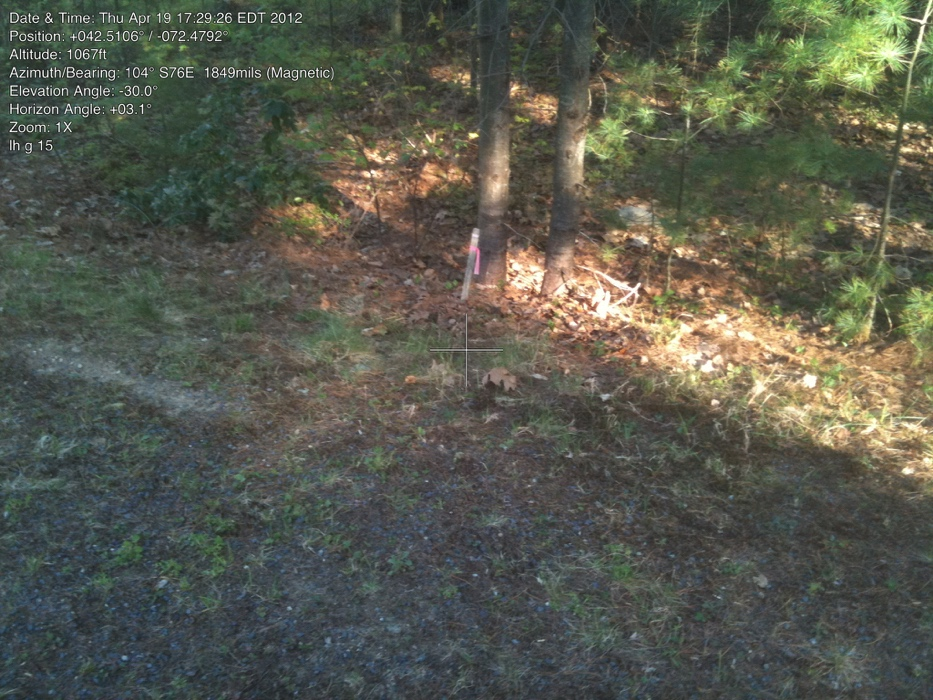 Date & Time: Thu Apr 19 17:29:26 EDT 2012
Position: +042.5106° / -072.4792°
Altitude: 1067ft
Azimuth/Bearing: 104° S76E 1849mils (Magnetic)
Elevation Angle: -30.0°
Horizon Angle: +03.1°
Zoom: 1X
lh g 15